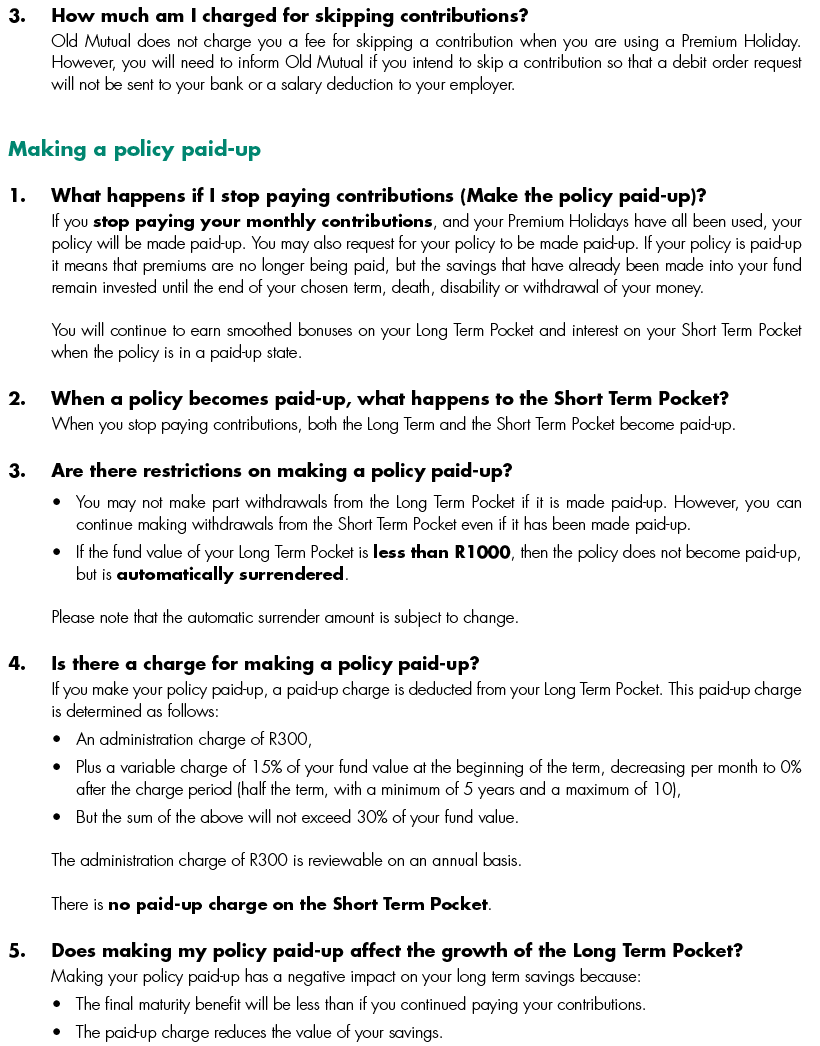 3. How much am I charged for skipping contributions?
Old Mutual does not charge you a fee for skipping a contribution when you are using a Premium Holiday.
However, you will need to inform Old Mutual if you intend to skip a contribution so that a debit order request
will not be sent to your bank or a salary deduction to your employer.
Making a policy paid-up
1. What happens if I stop paying contributions (Make the policy paid-up)?
If you stop paying your monthly contributions, and your Premium Holidays have all been used, your
policy will be made paid-up. You may also request for your policy to be made paid-up. If your policy is paid-up
it means that premiums are no longer being paid, but the savings that have already been made into your fund
remain invested until the end of your chosen term, death, disability or withdrawal of your money.
You will continue to earn smoothed bonuses on your Long Term Pocket and interest on your Short Term Pocket
when the policy is in a paid-up state.
2. When a policy becomes paid-up, what happens to the Short Term Pocket?
When you stop paying contributions, both the Long Term and the Short Term Pocket become paid-up.
3. Are there restrictions on making a policy paid-up?
• You may not make part withdrawals from the Long Term Pocket if it is made paid-up. However, you can
continue making withdrawals from the Short Term Pocket even if it has been made paid-up.
• If the fund value of your Long Term Pocket is less than R1000, then the policy does not become paid-up,
but is automatically surrendered.
Please note that the automatic surrender amount is subject to change.
4. Is there a charge for making a policy paid-up?
If you make your policy paid-up, a paid-up charge is deducted from your Long Term Pocket. This paid-up charge
is determined as follows:
• An administration charge of R300,
• Plus a variable charge of 15% of your fund value at the beginning of the term, decreasing per month to 0%
after the charge period (half the term, with a minimum of 5 years and a maximum of 10),
• But the sum of the above will not exceed 30% of your fund value.
The administration charge of R300 is reviewable on an annual basis.
There is no paid-up charge on the Short Term Pocket.
5. Does making my policy paid-up affect the growth of the Long Term Pocket?
Making your policy paid-up has a negative impact on your long term savings because:
• The final maturity benefit will be less than if you continued paying your contributions.
• The paid-up charge reduces the value of your savings.